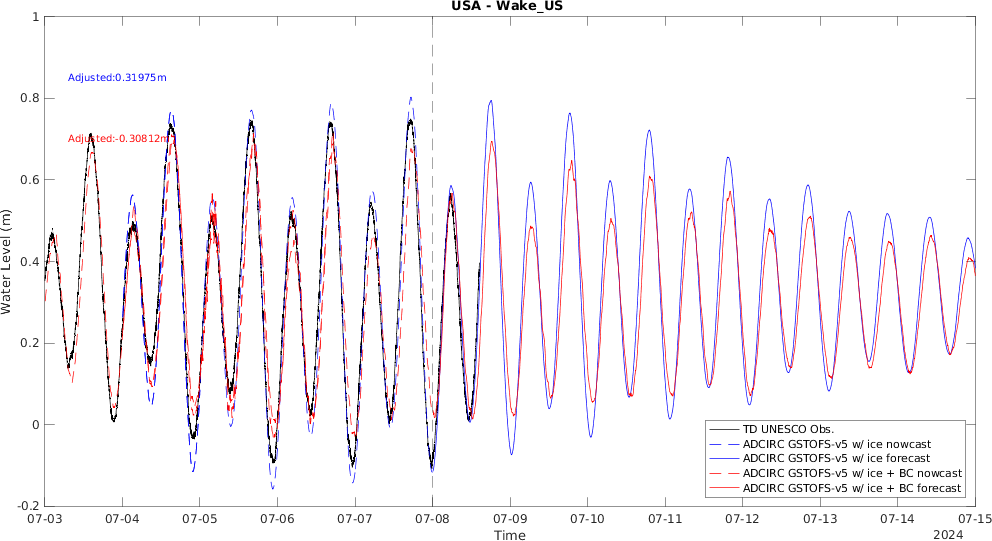 USA - Wake_US
1
0.8
0.6
0.4
0.2
0
-0.2
Water Level (m)
Adjusted:0.31975m
Adjusted:-0.30812m
TD UNESCO Obs.
ADCIRC GSTOFS-v5 w/ ice nowcast
ADCIRC GSTOFS-v5 w/ ice forecast
ADCIRC GSTOFS-v5 w/ ice + BC nowcast
ADCIRC GSTOFS-v5 w/ ice + BC forecast
07-03 07-04 07-05 07-06 07-07 07-08 07-09 07-10 07-11 07-12 07-13 07-14 07-15
Time
2024